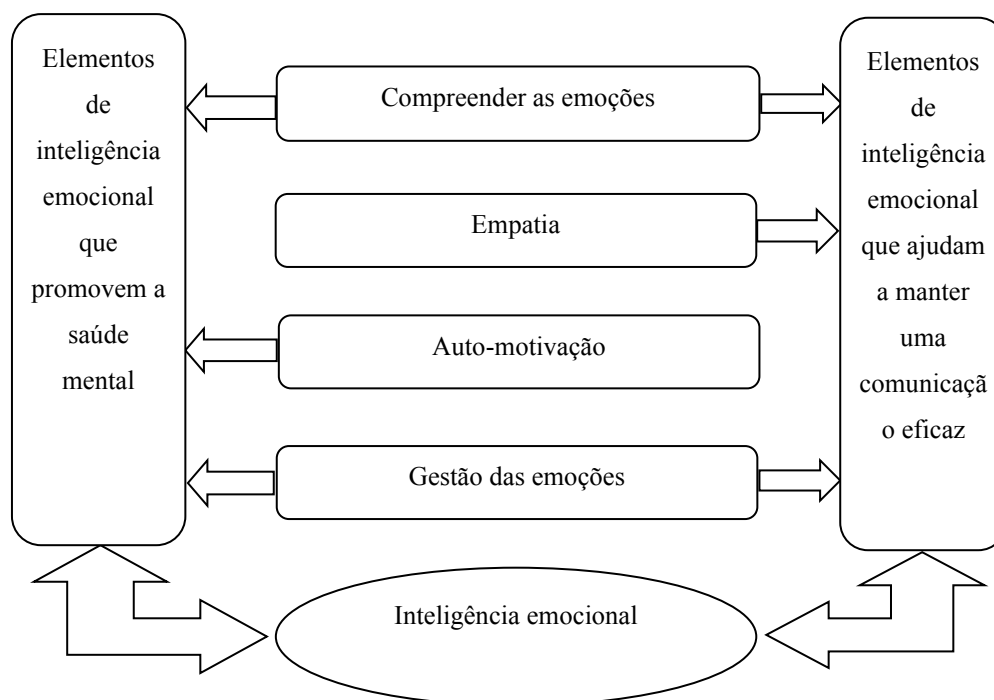 Elementos
de
inteligência
emocional
que
promovem a
saúde
mental
Compreender as emoções
Empatia
Auto-motivação
Gestão das emoções
Inteligência emocional
Elementos
de
inteligência
emocional
que ajudam
a manter
uma
comunicaçã
o eficaz